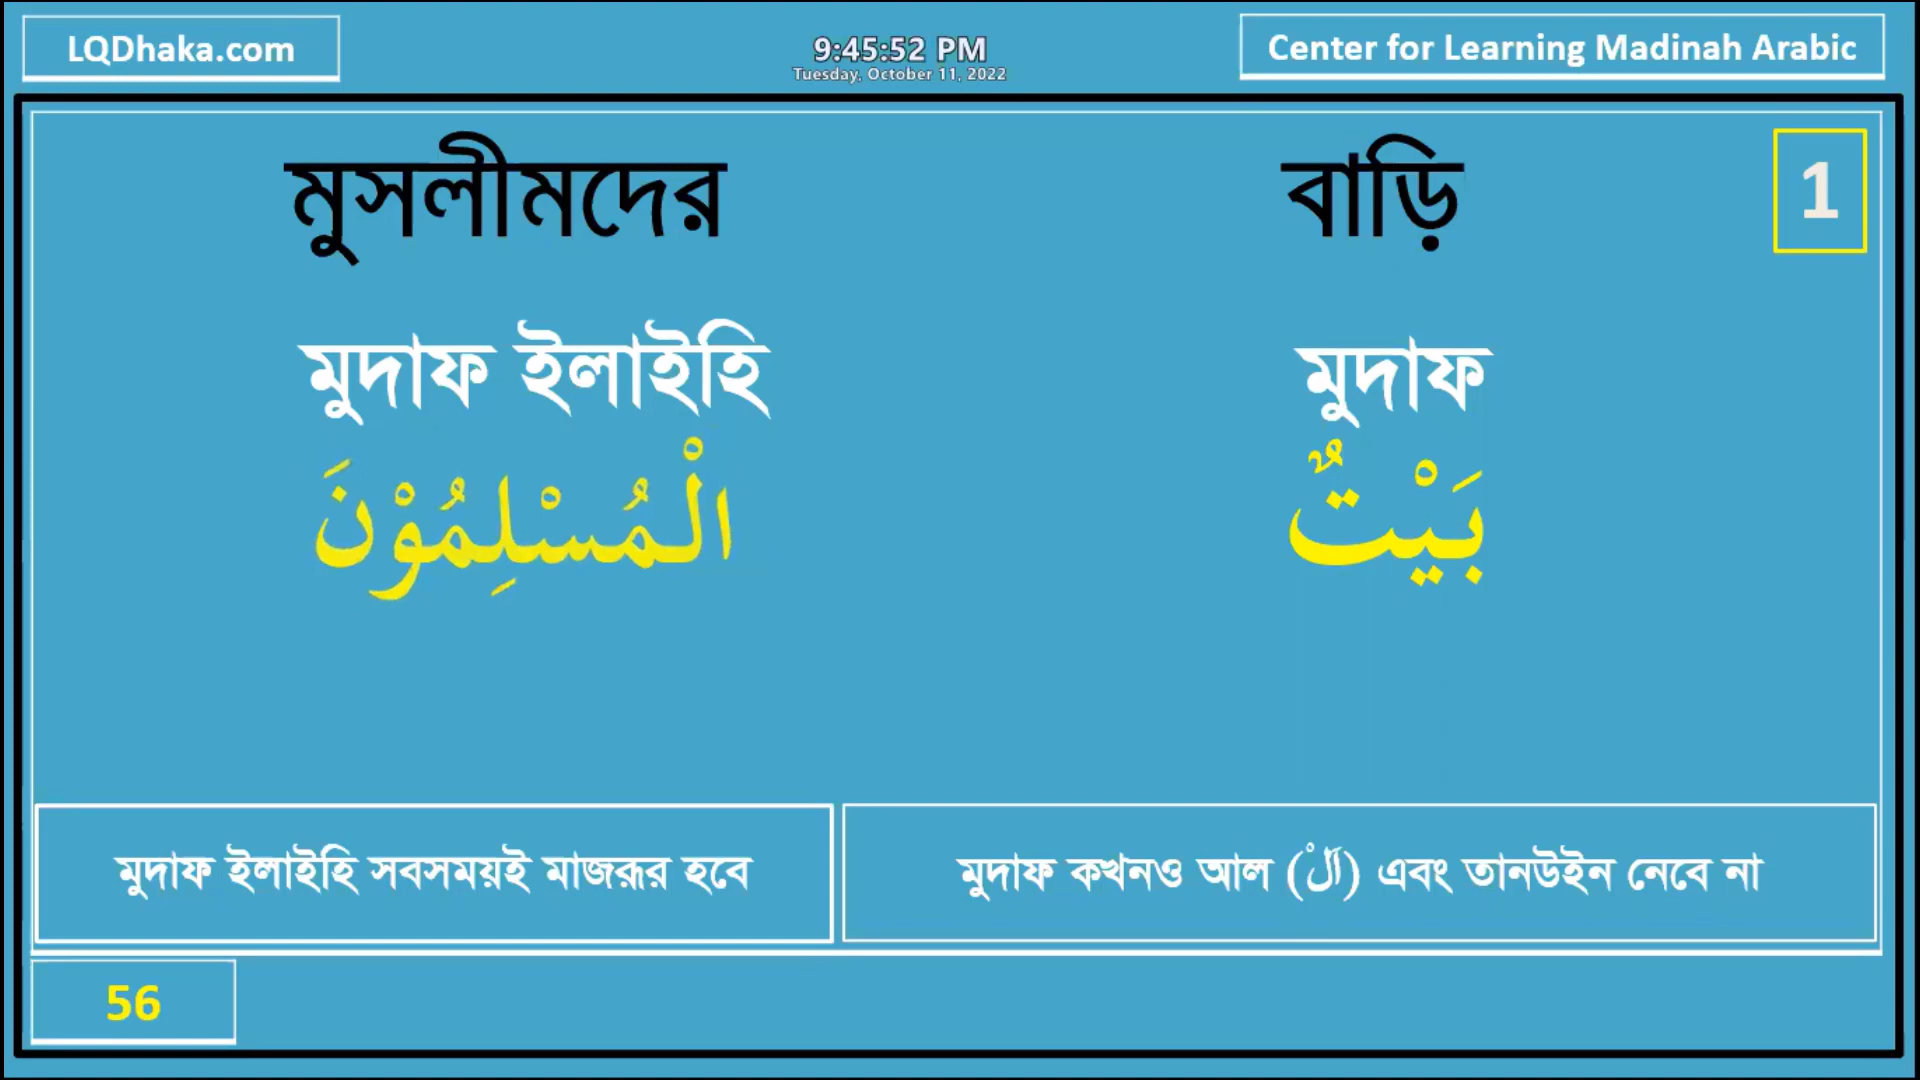 LQDhaka.com
9:45:52 PM
Tuesday, October 11, 2022
Center for Learning Madinah Arabic
মুসলীমদের
বাড়ি
1
মুদাফ ইলাইহি
মুদাফ
الْمُسْلِمُوْنَ
بَيْتٌ
মুদাফ ইলাইহি সবসময়ই মাজরূর হবে
মুদাফ কখনও আল (اَلْ) এবং তানউইন নেবে না
56